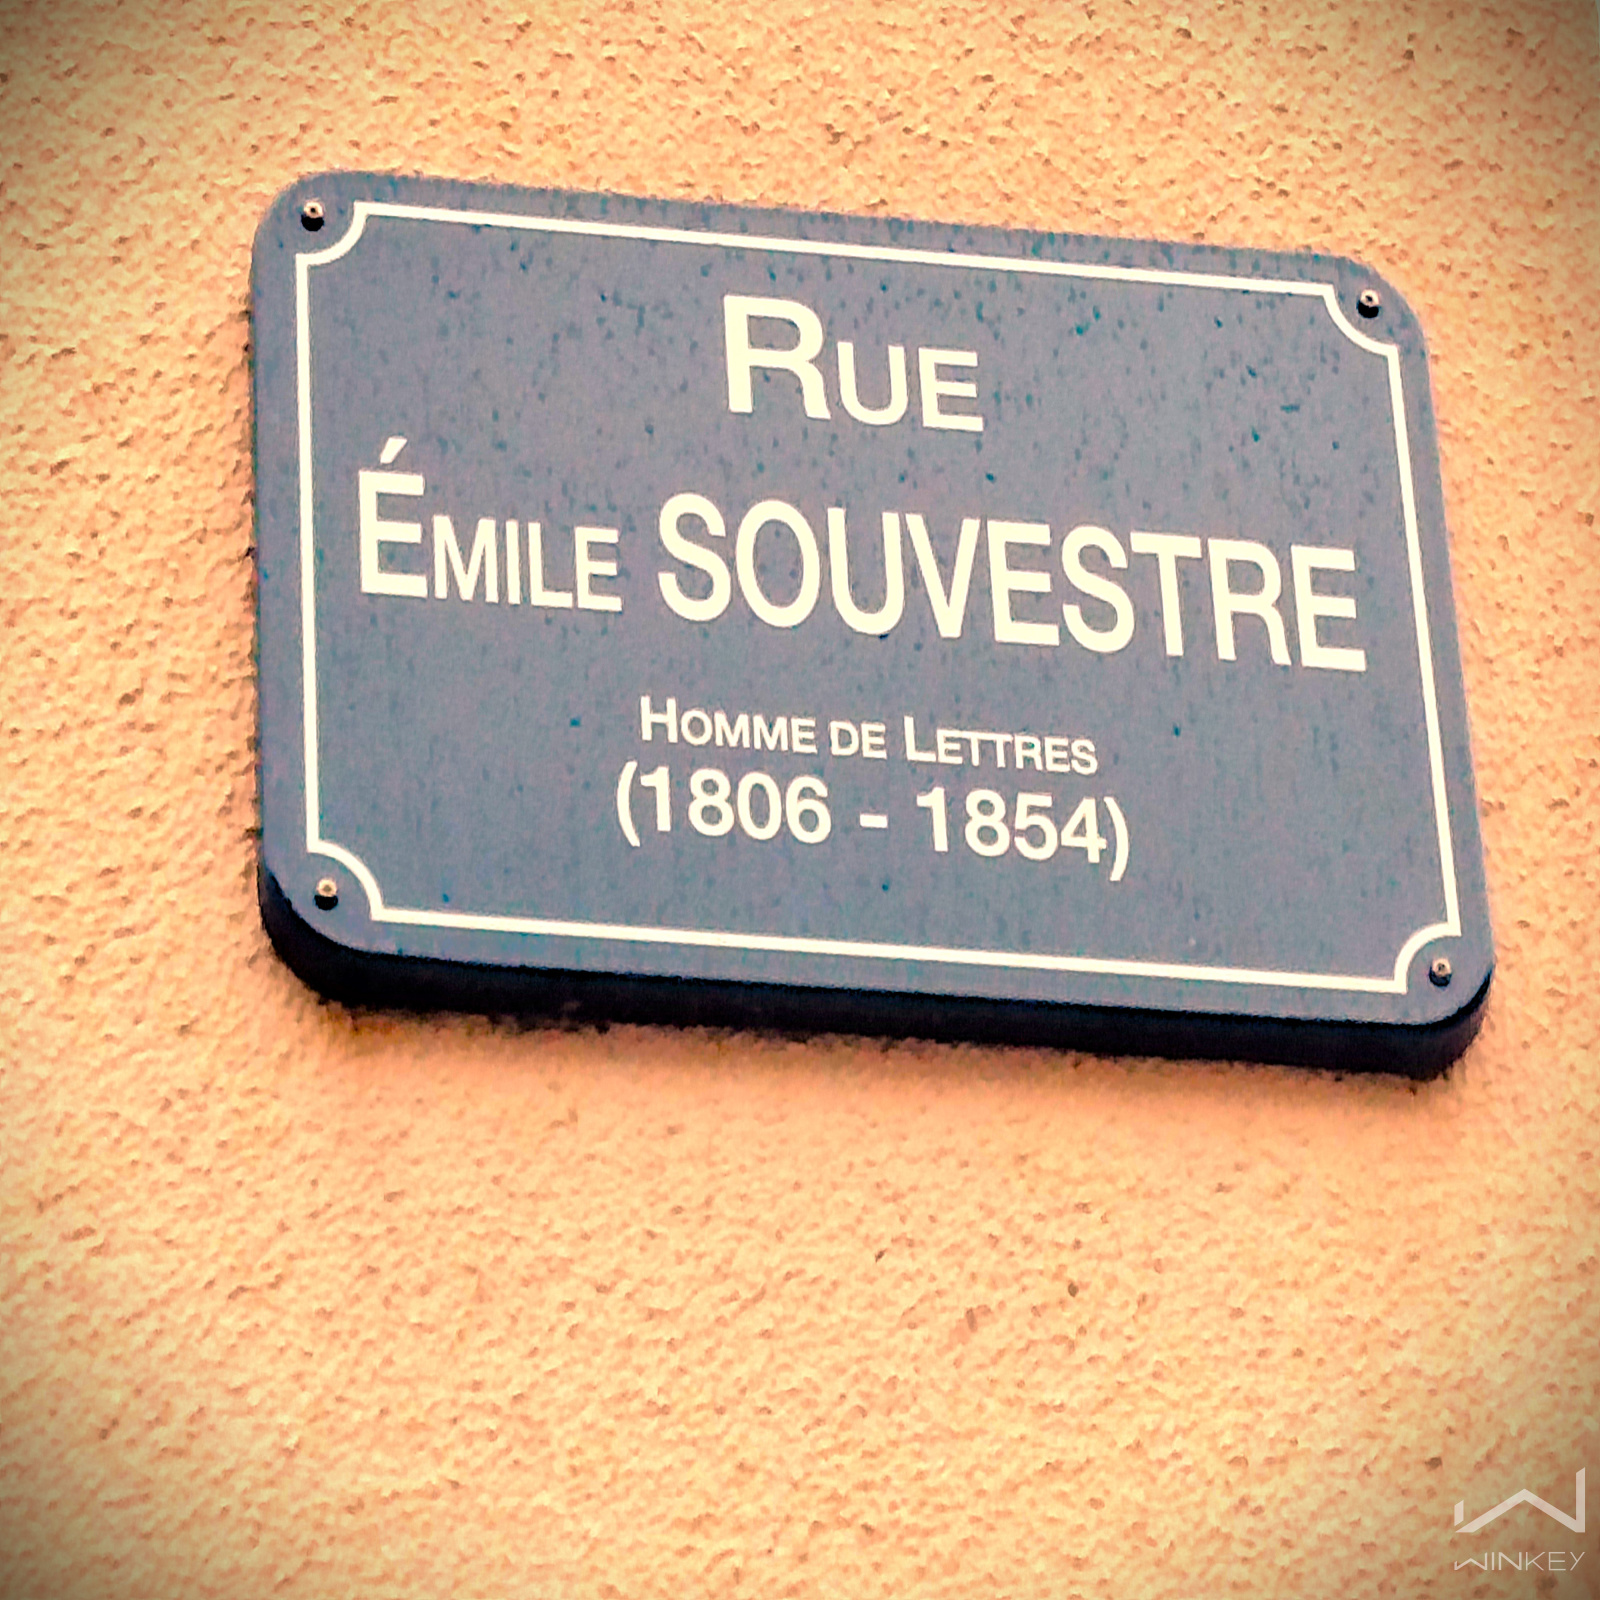 RUE
ÉMILE SOUVESTRE
HOMME DE LETTRES
(1806 - 1854)
WINKEY